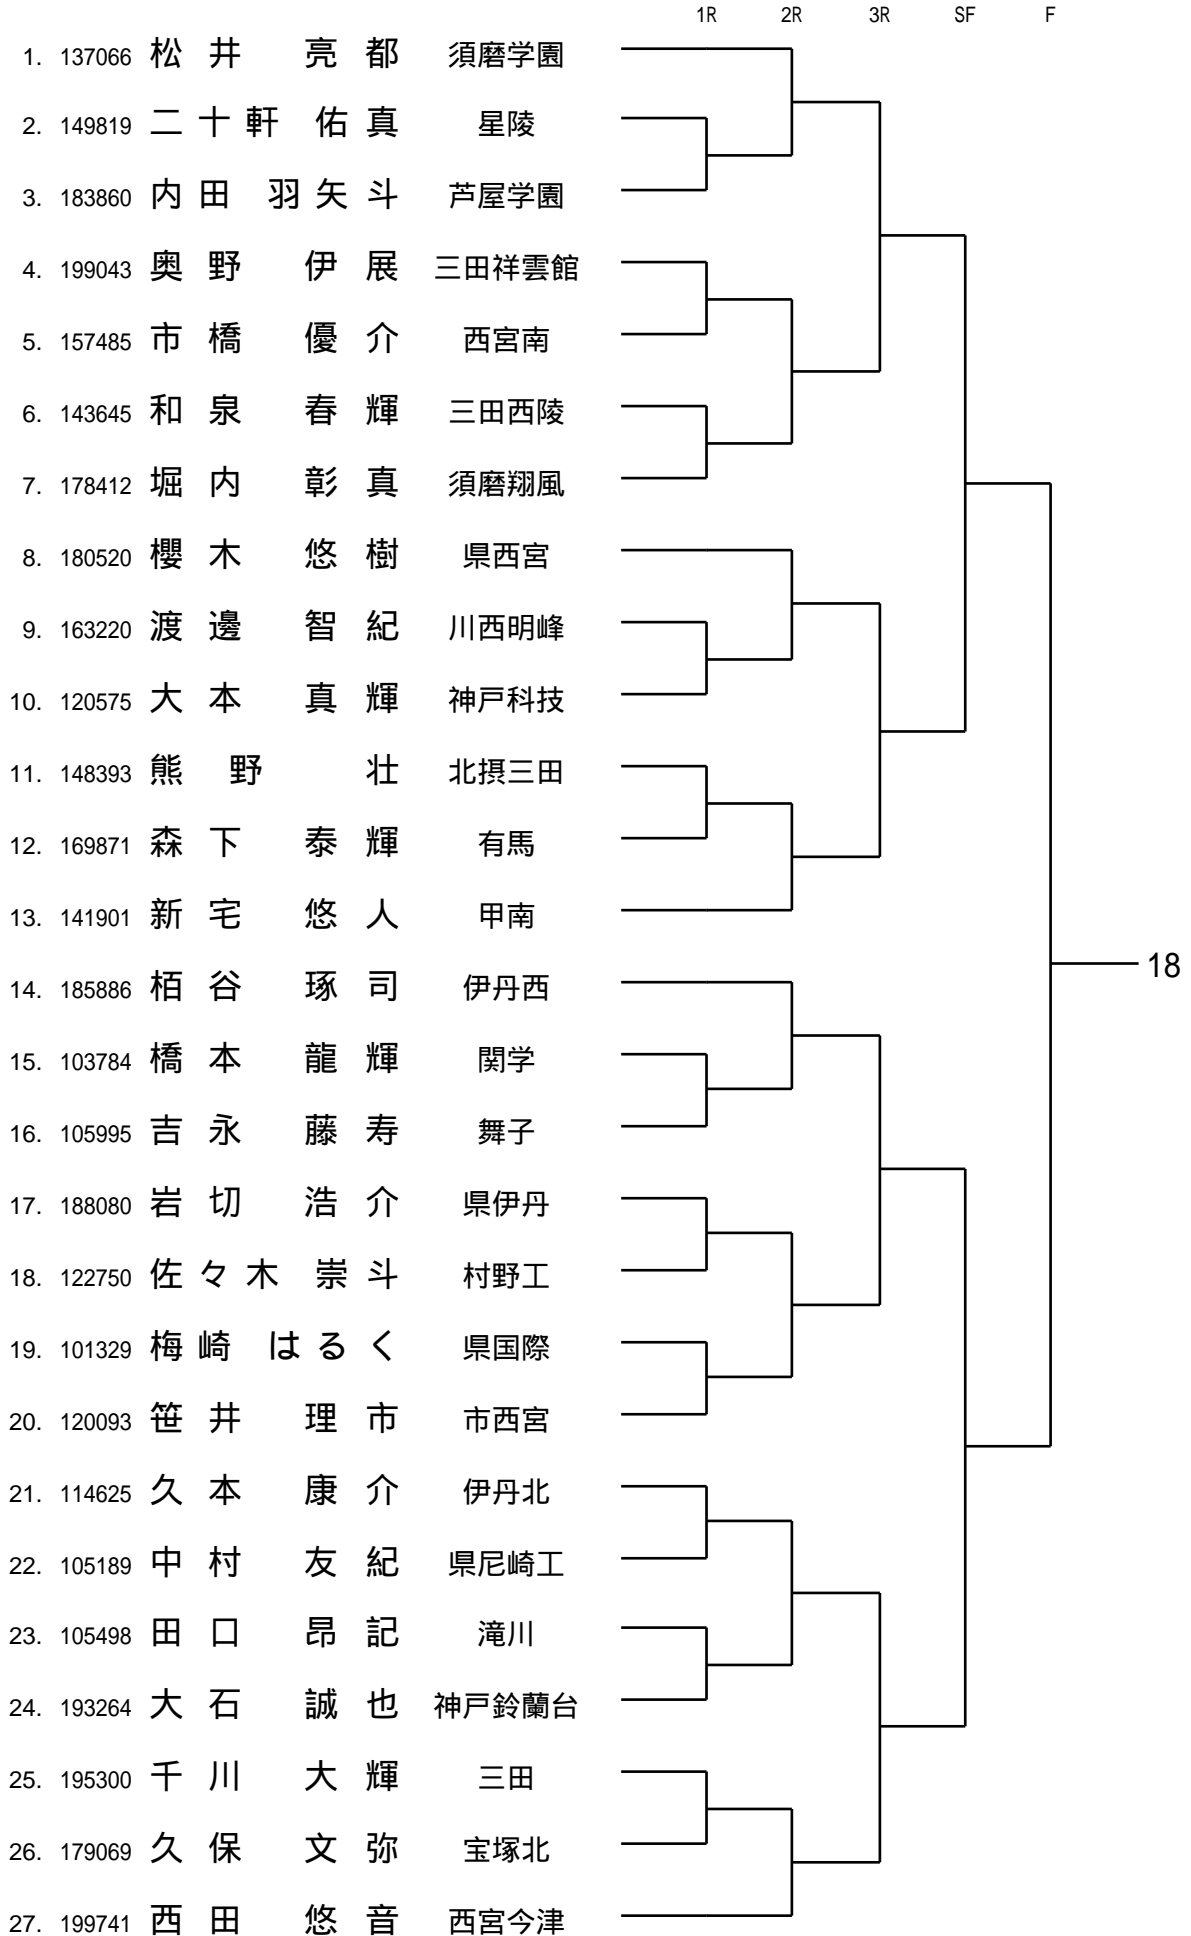 1R 2R 3R SF F
1. 137066 松井 亮都 須磨学園
2. 149819 二十軒 佑真 星陵
3. 183860 内田 羽矢斗 芦屋学園
4. 199043 奥野 伊展 三田祥雲館
5. 157485 市橋 優介 西宮南
6. 143645 和泉 春輝 三田西陵
7. 178412 堀内 彰真 須磨翔風
8. 180520 櫻木 悠樹 県西宮
9. 163220 渡邊 智紀 川西明峰
10. 120575 大本 真輝 神戸科技
11. 148393 熊野 壮 北摂三田
12. 169871 森下 泰輝 有馬
13. 141901 新宅 悠人 甲南
18
14. 185886 栢谷 琢司 伊丹西
15. 103784 橋本 龍輝 関学
16. 105995 吉永 藤寿 舞子
17. 188080 岩切 浩介 県伊丹
18. 122750 佐々木 崇斗 村野工
19. 101329 梅崎 はるく 県国際
20. 120093 笹井 理市 市西宮
21. 114625 久本 康介 伊丹北
22. 105189 中村 友紀 県尼崎工
23. 105498 田口 昂記 滝川
24. 193264 大石 誠也 神戸鈴蘭台
25. 195300 千川 大輝 三田
26. 179069 久保 文弥 宝塚北
27. 199741 西田 悠音 西宮今津